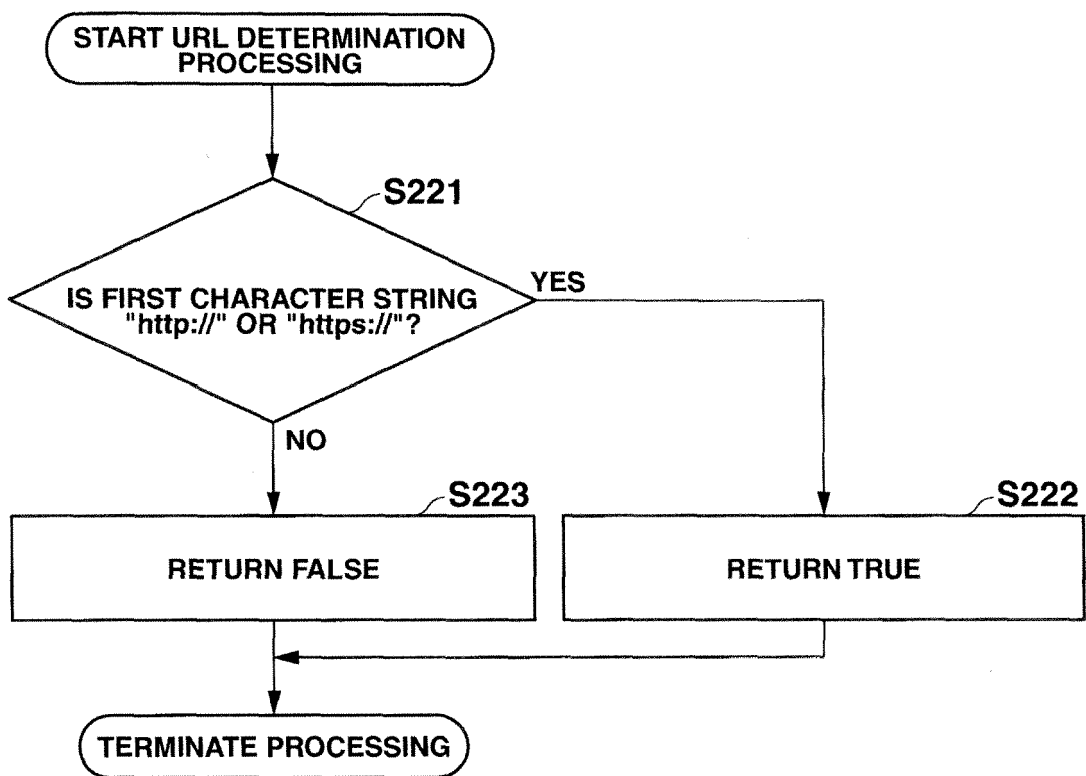 START URL DETERMINATION
PROCESSING
S221
IS FIRST CHARACTER STRING
"http://" OR "https://"?
YES
NO
S223
S222
RETURN FALSE
RETURN TRUE
TERMINATE PROCESSING